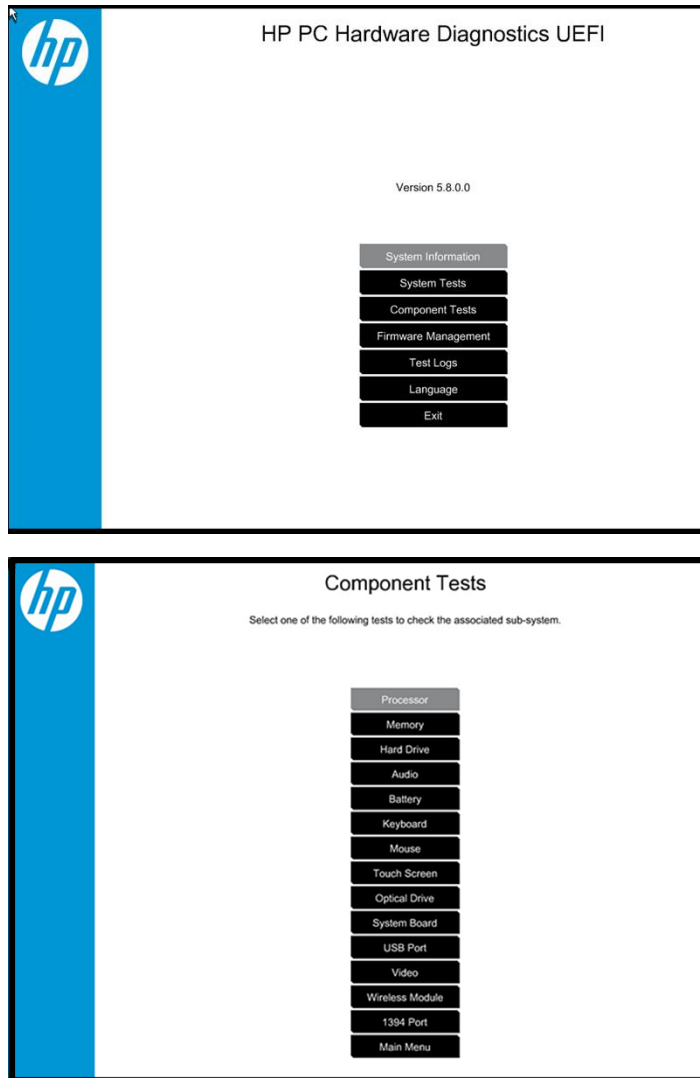 hp
HP PC Hardware Diagnostics UEFI
Version 5.8.0.0
System Information
System Tests
Component Tests
Firmware Management
Test Logs
Language
Exit
hp
Component Tests
Select one of the following tests to check the associated sub-system.
Processor
Memory
Hard Drive
Audio
Battery
Keyboard
Mouse
Touch Screen
Optical Drive
System Board
USB Port
Video
Wireless Module
1394 Port
Main Menu